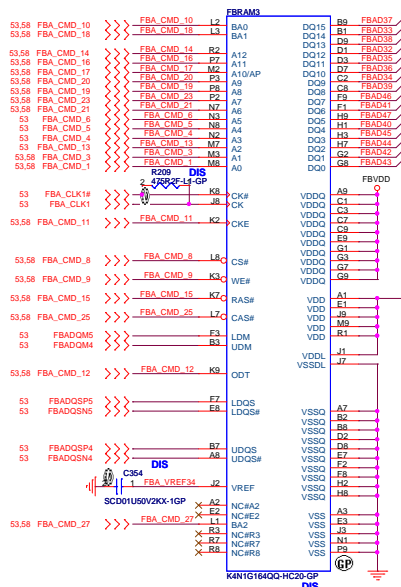 FBRAM3
53,58 FBA_CMD_10 FBA_CMD_10 L2 BA0 DQ15 B9 FBAD37
53,58 FBA_CMD_18 FBA_CMD_18 L3 BA1 DQ14 B1 FBAD33
DQ13 D9 FBAD38
53,58 FBA_CMD_14 FBA_CMD_14 R2 A12 DQ12 D1 FBAD32
53,58 FBA_CMD_16 FBA_CMD_16 P7 A11 DQ11 D3 FBAD35
53,58 FBA_CMD_17 FBA_CMD_17 M2 A10/AP DQ10 D7 FBAD36
53,58 FBA_CMD_20 FBA_CMD_20 P3 A9 DQ9 C2 FBAD34
53,58 FBA_CMD_19 FBA_CMD_19 P8 A8 DQ8 C8 FBAD39
53,58 FBA_CMD_23 FBA_CMD_23 P2 A7 DQ7 F9 FBAD46
53,58 FBA_CMD_21 FBA_CMD_21 N7 A6 DQ6 F1 FBAD41
53 FBA_CMD_6 FBA_CMD_6 N3 A5 DQ5 H9 FBAD47
53 FBA_CMD_5 FBA_CMD_5 N8 A4 DQ4 H1
53 FBA_CMD_4 FBA_CMD_4 N2 A3 DQ3 H3
53,58 FBA_CMD_13 FBA_CMD_13 M7 A2 DQ2 H7
53,58 FBA_CMD_3 FBA_CMD_3 M3 A1 DQ1 G2
53,58 FBA_CMD_1 FBA_CMD_1 M8 A0 DQ0 G8 FBAD43
R209 DIS FBVDD
2 475R2F-L1-GP
53 FBA_CLK1# K8 CK# VDDQ A9
53 FBA_CLK1 J8 CK VDDQ C1
VDDQ C3
53,58 FBA_CMD_11 FBA_CMD_11 K2 CKE VDDQ C7
VDDQ C9
VDDQ E9
VDDQ G1
53,58 FBA_CMD_8 FBA_CMD_8 L8 CS# VDDQ G3
VDDQ G7
53,58 FBA_CMD_9 FBA_CMD_9 K3 WE# VDDQ G9
53,58 FBA_CMD_15 FBA_CMD_15 K7 RAS# VDD A1
VDD E1
53,58 FBA_CMD_25 FBA_CMD_25 L7 CAS# VDD J9
VDD M9
53 FBADQM5 F3 LDM VDD R1
53 FBADQM4 B3 UDM
VDDL J1
VSSDL J7
53,58 FBA_CMD_12 FBA_CMD_12 K9 ODT
53 FBADQSP5 F7 LDQS VSSQ A7
53 FBADQSN5 E8 LDQS# VSSQ B2
VSSQ B8
VSSQ D2
53 FBADQSP4 B7 UDQS VSSQ D8
53 FBADQSN4 A8 UDQS# VSSQ E7
DIS VSSQ F2
C354 VSSQ F8
1 FBA_VREF34 J2 VREF VSSQ H2
SCD01U50V2KX-1GP VSSQ H8
A2 NC#A2
E2 NC#E2 VSS A3
53,58 FBA_CMD_27 FBA_CMD_27 L1 BA2 VSS E3
R3 NC#R3 VSS J3
R7 NC#R7 VSS N1
R8 NC#R8 VSS P9
GP
K4N1G164QQ-HC20-GP
DIS